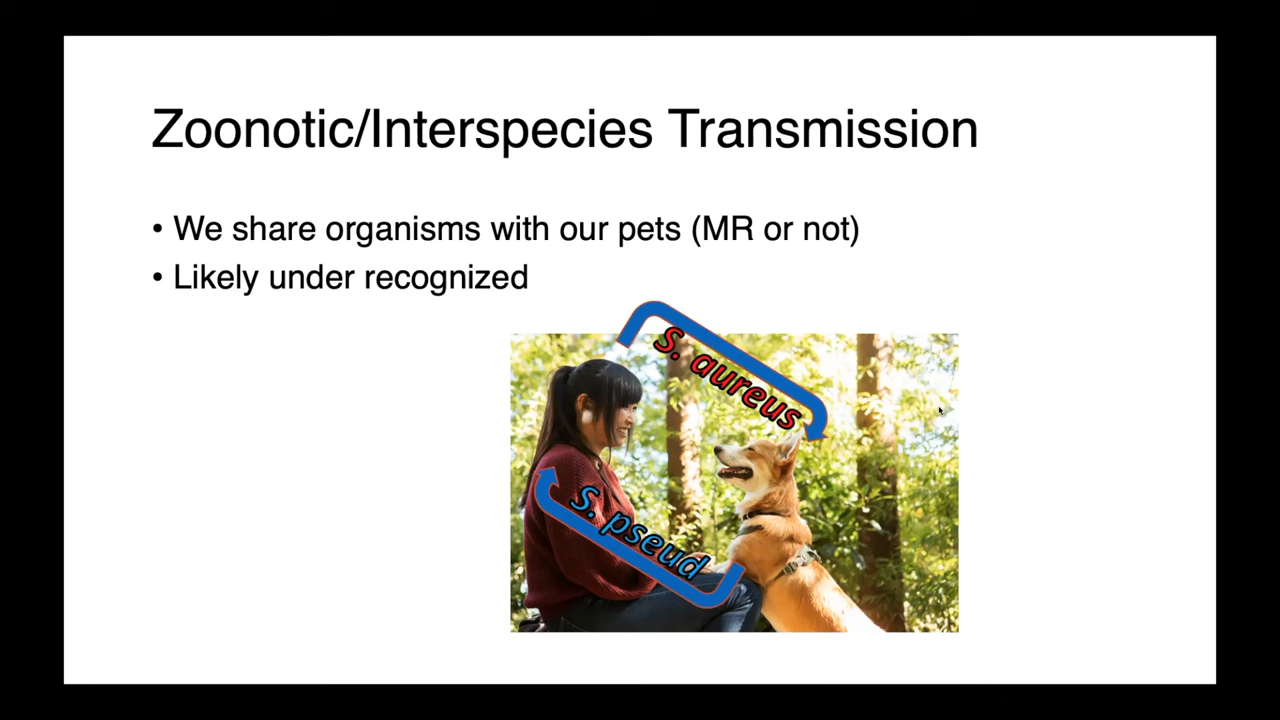 Zoonotic/Interspecies Transmission
• We share organisms with our pets (MR or not)
• Likely under recognized
S. aureus
S. pseud